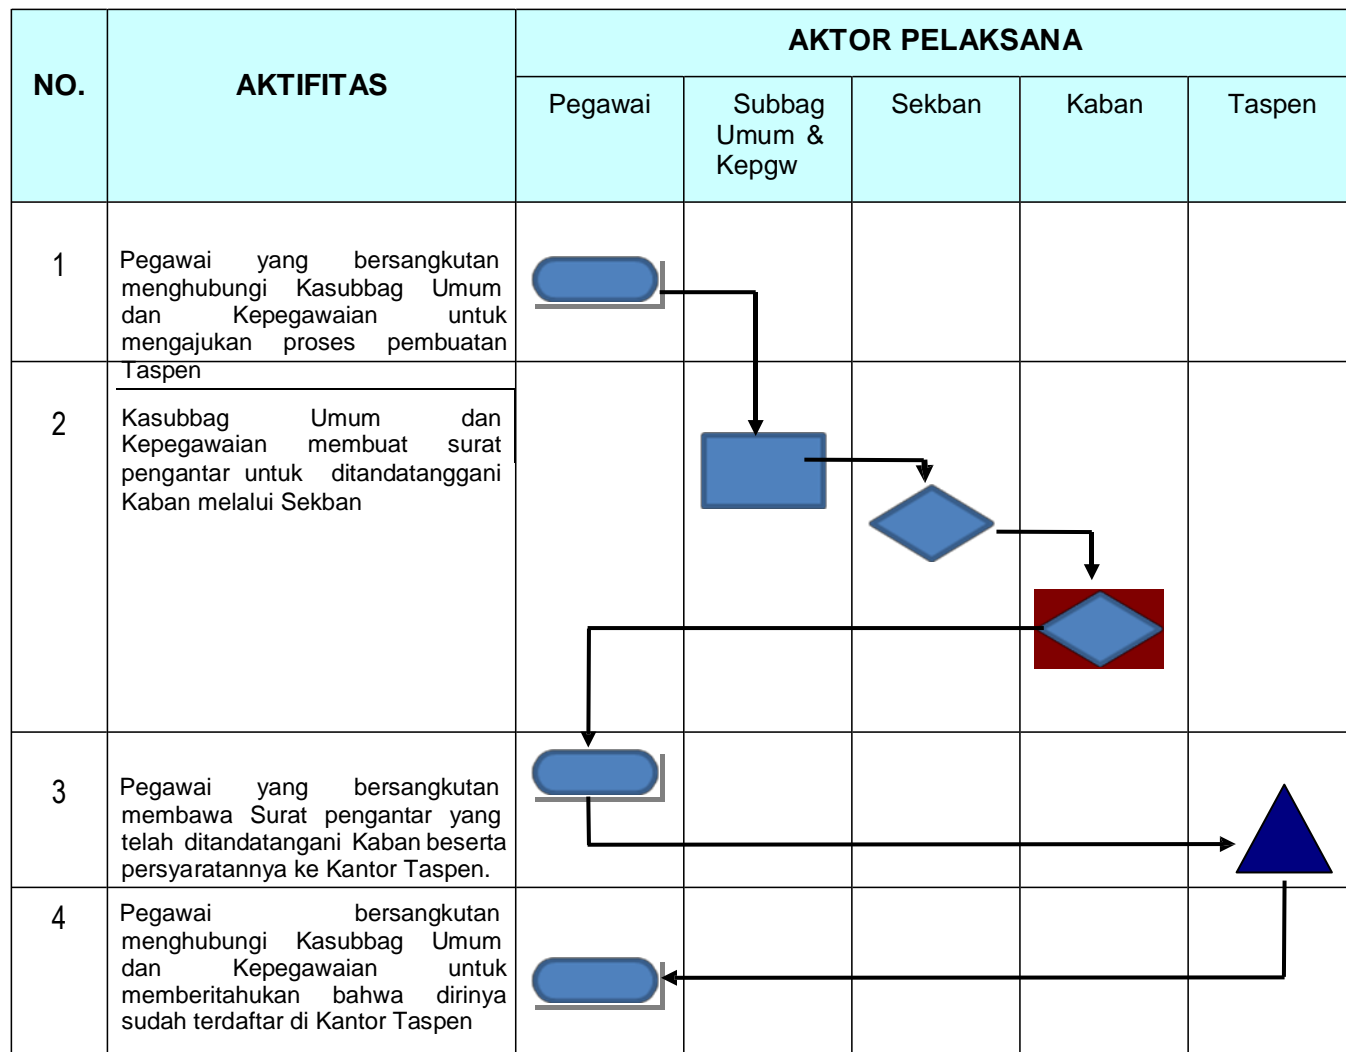 NO.
AKTIFITAS
AKTOR PELAKSANA
Pegawai
Subbag
Umum &
Kepgw
Sekban
Kaban
Taspen
1
Pegawai yang bersangkutan
menghubungi Kasubbag Umum
dan Kepegawaian untuk
mengajukan proses pembuatan
Taspen
2
Kasubbag Umum dan
Kepegawaian membuat surat
pengantar untuk ditandatanggani
Kaban melalui Sekban
3
Pegawai yang bersangkutan
membawa Surat pengantar yang
telah ditandatangani Kaban beserta
persyaratannya ke Kantor Taspen.
4
Pegawai bersangkutan
menghubungi Kasubbag Umum
dan Kepegawaian untuk
memberitahukan bahwa dirinya
sudah terdaftar di Kantor Taspen